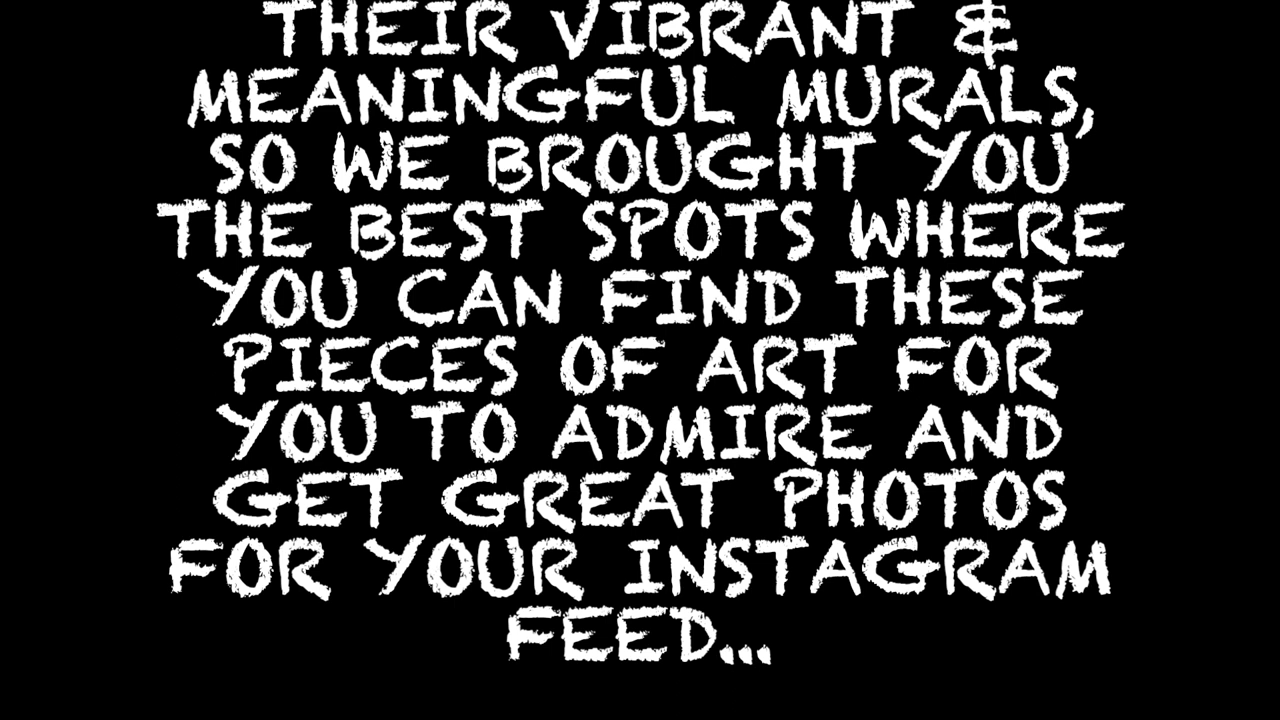 THEIR VIBRANT &
MEANINGFUL MURALS,
SO WE BROUGHT YOU
THE BEST SPOTS WHERE
YOU CAN FIND THESE
PIECES OF ART FOR
YOU TO ADMIRE AND
GET GREAT PHOTOS
FOR YOUR INSTAGRAM
FEED...